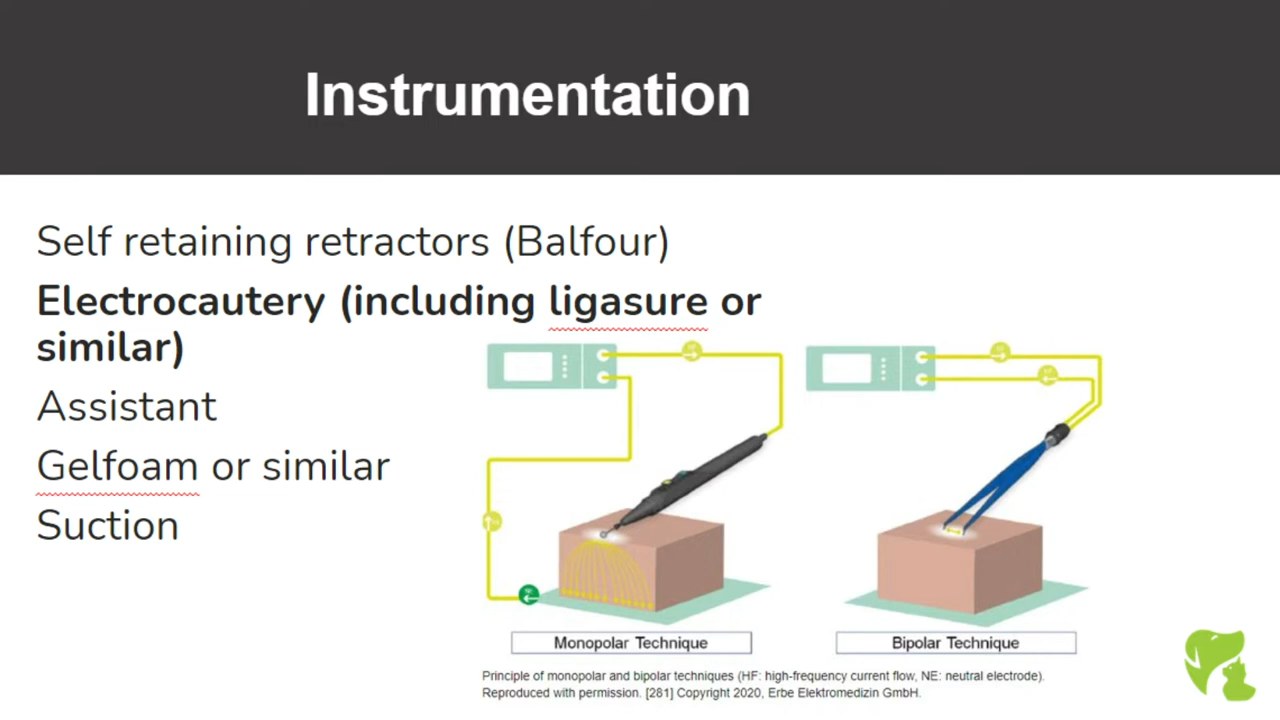 Instrumentation
Self retaining retractors (Balfour)
Electrocautery (including ligasure or
similar)
Assistant
Gelfoam or similar
Suction
Monopolar Technique
Bipolar Technique
Principle of monopolar and bipolar techniques (HF: high-frequency current flow, NE: neutral electrode).
Reproduced with permission. [281] Copyright 2020, Erbe Elektromedizin GmbH.